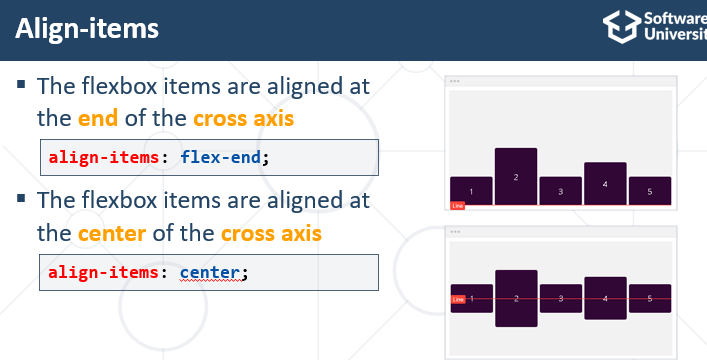 Align-items
Software
Universit
▪ The flexbox items are aligned at
the end of the cross axis
align-items: flex-end;
1 2 3 4 5
Line
▪ The flexbox items are aligned at
the center of the cross axis
align-items: center;
Line
1 2 3 4 5